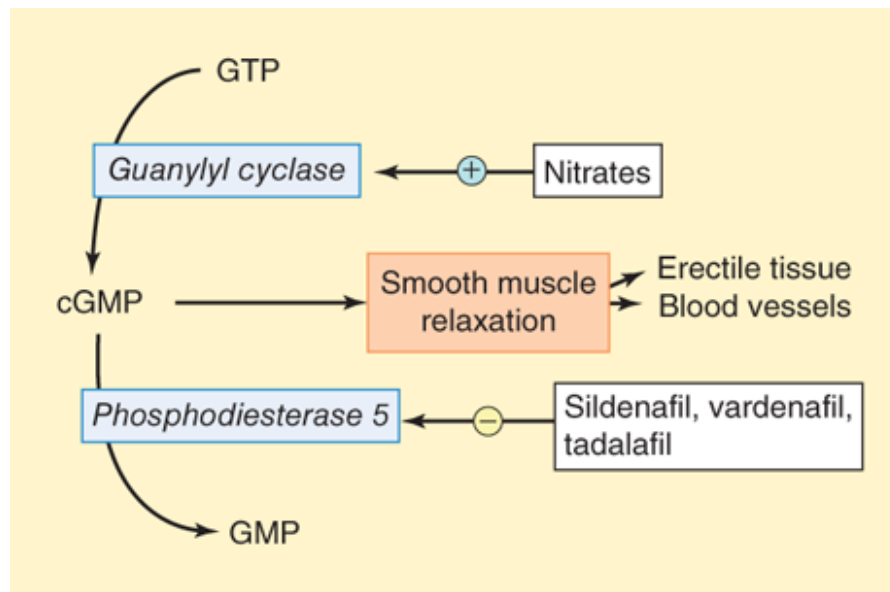 GTP
Guanylyl cyclase
+
Nitrates
cGMP
Smooth muscle
relaxation
Erectile tissue
Blood vessels
Phosphodiesterase 5
−
Sildenafil, vardenafil,
tadalafil
GMP